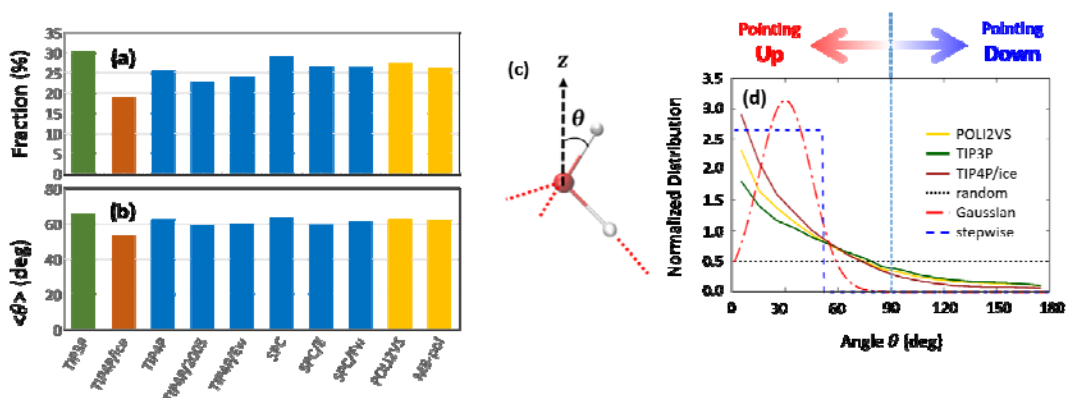 (a)
Fraction (%)
35
30
25
20
15
10
5
0
(b)
<θ> (deg)
80
60
40
20
0
TIP3P
TIP4P/ice
TIP4P
TIP4P/2005
TIP4P/Ew
SPC
SPC/E
SPC/Fw
POLI2VS
MB-pol
(c)
z
θ
Pointing
Up
Pointing
Down
(d)
Normalized Distribution
3.5
3.0
2.5
2.0
1.5
1.0
0.5
0.0
POLI2VS
TIP3P
TIP4P/ice
random
Gaussian
stepwise
0 30 60 90 120 150 180
Angle θ (deg)